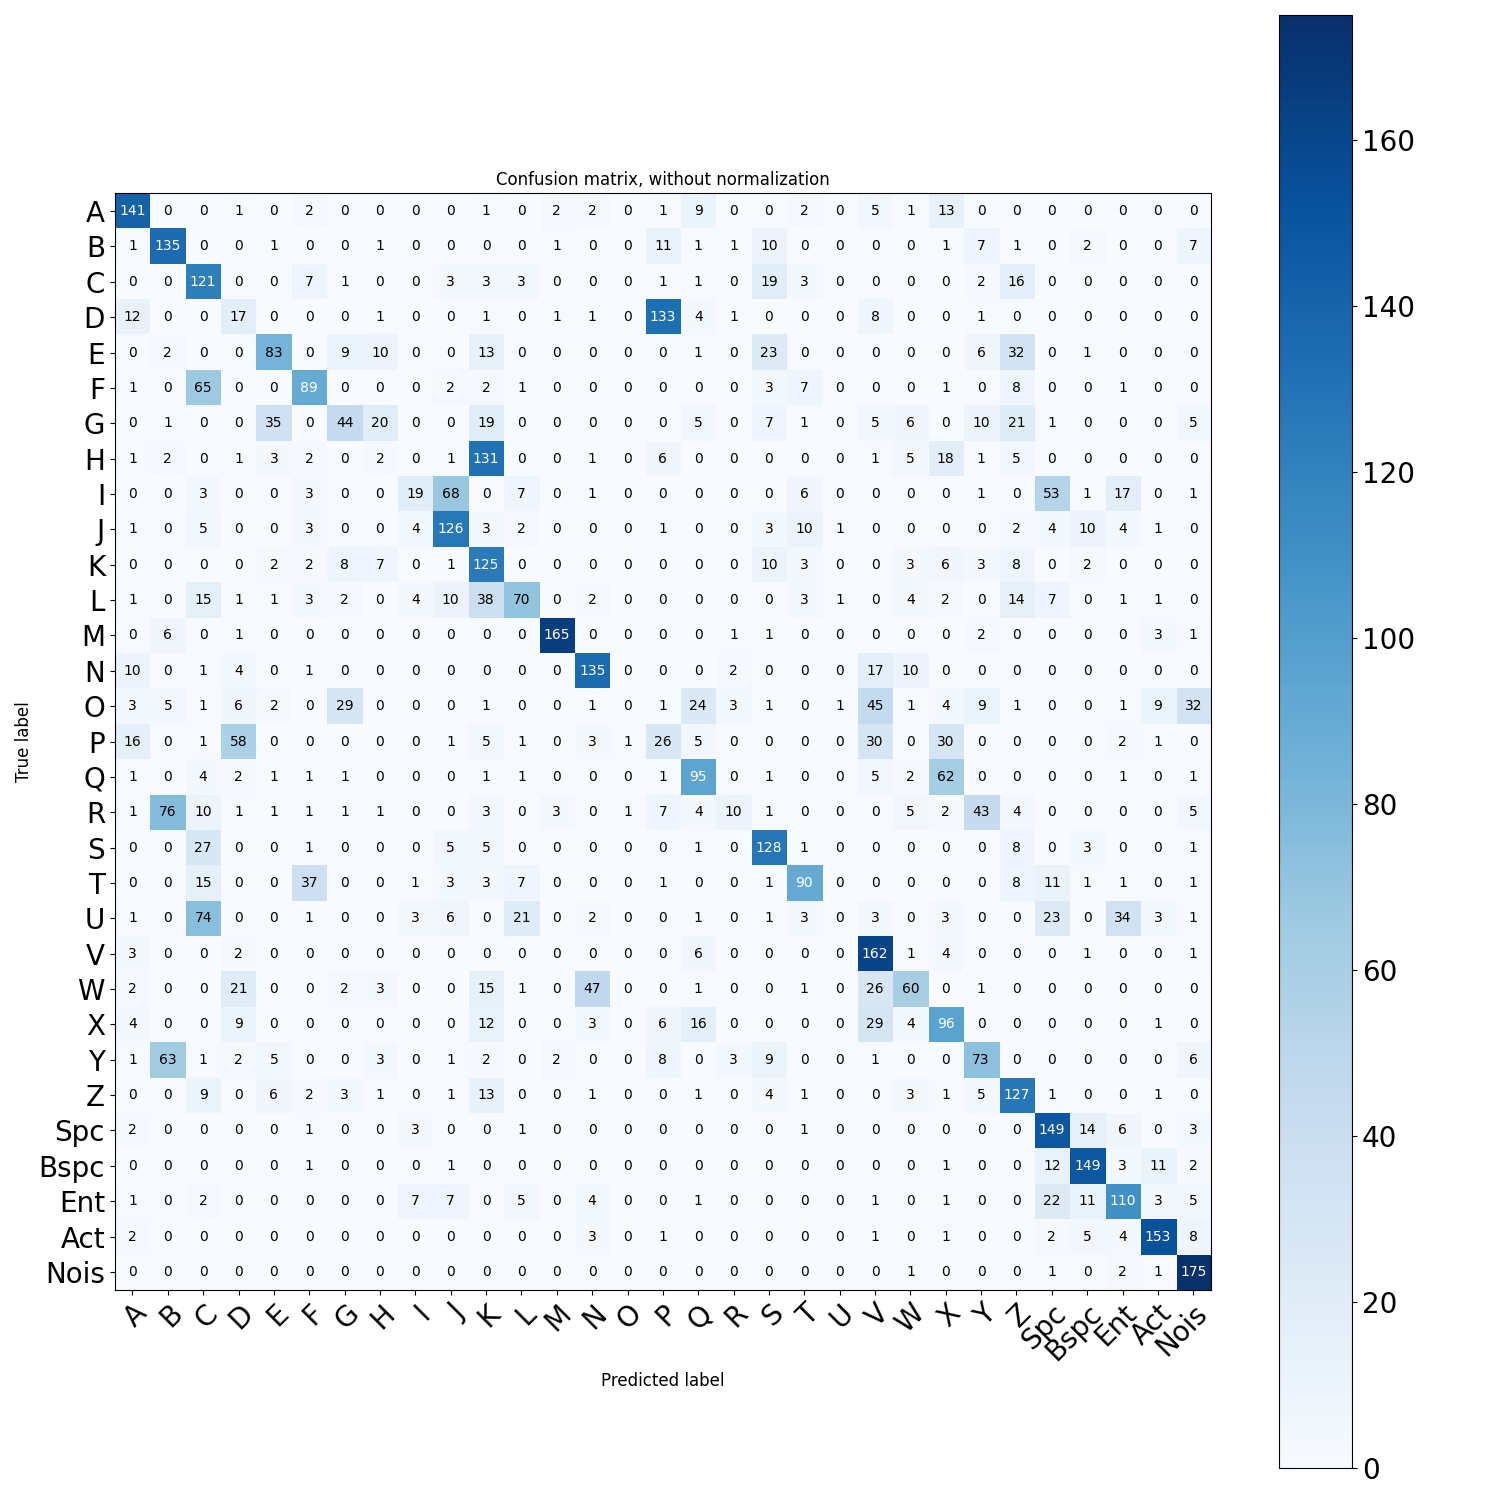 Confusion matrix, without normalization
A 141 0 0 1 0 2 0 0 0 0 1 0 2 2 0 1 9 0 0 2 0 5 1 13 0 0 0 0 0 0 0
B 1 135 0 0 1 0 0 1 0 0 0 0 1 0 0 11 1 1 10 0 0 0 0 1 7 1 0 2 0 0 7
C 0 0 121 0 0 7 1 0 0 3 3 3 0 0 0 1 1 0 19 3 0 0 0 0 2 16 0 0 0 0 0
D 12 0 0 17 0 0 0 1 0 0 1 0 1 1 0 133 4 1 0 0 0 8 0 0 1 0 0 0 0 0 0
E 0 2 0 0 83 0 9 10 0 0 13 0 0 0 0 0 1 0 23 0 0 0 0 0 6 32 0 1 0 0 0
F 1 0 65 0 0 89 0 0 0 2 2 1 0 0 0 0 0 0 3 7 0 0 0 1 0 8 0 0 1 0 0
G 0 1 0 0 35 0 44 20 0 0 19 0 0 0 0 0 5 0 7 1 0 5 6 0 10 21 1 0 0 0 5
H 1 2 0 1 3 2 0 2 0 1 131 0 0 1 0 6 0 0 0 0 0 1 5 18 1 5 0 0 0 0 0
I 0 0 3 0 0 3 0 0 19 68 0 7 0 1 0 0 0 0 0 6 0 0 0 0 1 0 53 1 17 0 1
J 1 0 5 0 0 3 0 0 4 126 3 2 0 0 0 1 0 0 3 10 1 0 0 0 0 2 4 10 4 1 0
K 0 0 0 0 2 2 8 7 0 1 125 0 0 0 0 0 0 0 10 3 0 0 3 6 3 8 0 2 0 0 0
L 1 0 15 1 1 3 2 0 4 10 38 70 0 2 0 0 0 0 0 3 1 0 4 2 0 14 7 0 1 1 0
M 0 6 0 1 0 0 0 0 0 0 0 0 165 0 0 0 0 1 1 0 0 0 0 0 2 0 0 0 0 3 1
N 10 0 1 4 0 1 0 0 0 0 0 0 0 135 0 0 0 2 0 0 0 17 10 0 0 0 0 0 0 0 0
O 3 5 1 6 2 0 29 0 0 0 1 0 0 1 0 1 24 3 1 0 1 45 1 4 9 1 0 0 1 9 32
P 16 0 1 58 0 0 0 0 0 1 5 1 0 3 1 26 5 0 0 0 0 30 0 30 0 0 0 0 2 1 0
Q 1 0 4 2 1 1 1 0 0 0 1 1 0 0 0 1 95 0 1 0 0 5 2 62 0 0 0 0 1 0 1
R 1 76 10 1 1 1 1 1 0 0 3 0 3 0 1 7 4 10 1 0 0 0 5 2 43 4 0 0 0 0 5
S 0 0 27 0 0 1 0 0 0 5 5 0 0 0 0 0 1 0 128 1 0 0 0 0 0 8 0 3 0 0 1
T 0 0 15 0 0 37 0 0 1 3 3 7 0 0 0 1 0 0 1 90 0 0 0 0 0 8 11 1 1 0 1
U 1 0 74 0 0 1 0 0 3 6 0 21 0 2 0 0 1 0 1 3 0 3 0 3 0 0 23 0 34 3 1
V 3 0 0 2 0 0 0 0 0 0 0 0 0 0 0 0 6 0 0 0 0 162 1 4 0 0 0 1 0 0 1
W 2 0 0 21 0 0 2 3 0 0 15 1 0 47 0 0 1 0 0 1 0 26 60 0 1 0 0 0 0 0 0
X 4 0 0 9 0 0 0 0 0 0 12 0 0 3 0 6 16 0 0 0 0 29 4 96 0 0 0 0 0 1 0
Y 1 63 1 2 5 0 0 3 0 1 2 0 2 0 0 8 0 3 9 0 0 1 0 0 73 0 0 0 0 0 6
Z 0 0 9 0 6 2 3 1 0 1 13 0 0 1 0 0 1 0 4 1 0 0 3 1 5 127 1 0 0 1 0
Spc 2 0 0 0 0 1 0 0 3 0 0 1 0 0 0 0 0 0 0 1 0 0 0 0 0 0 149 14 6 0 3
Bspc 0 0 0 0 0 1 0 0 0 1 0 0 0 0 0 0 0 0 0 0 0 0 0 1 0 0 12 149 3 11 2
Ent 1 0 2 0 0 0 0 0 7 7 0 5 0 4 0 0 1 0 0 0 0 1 0 1 0 0 22 11 110 3 5
Act 2 0 0 0 0 0 0 0 0 0 0 0 0 3 0 1 0 0 0 0 0 1 0 1 0 0 2 5 4 153 8
Nois 0 0 0 0 0 0 0 0 0 0 0 0 0 0 0 0 0 0 0 0 0 0 1 0 0 0 1 0 2 1 175
A B C D E F G H I J K L M N O P Q R S T U V W X Y Z Spc Bspc Ent Act Nois
Predicted label
True label
160
140
120
100
80
60
40
20
0